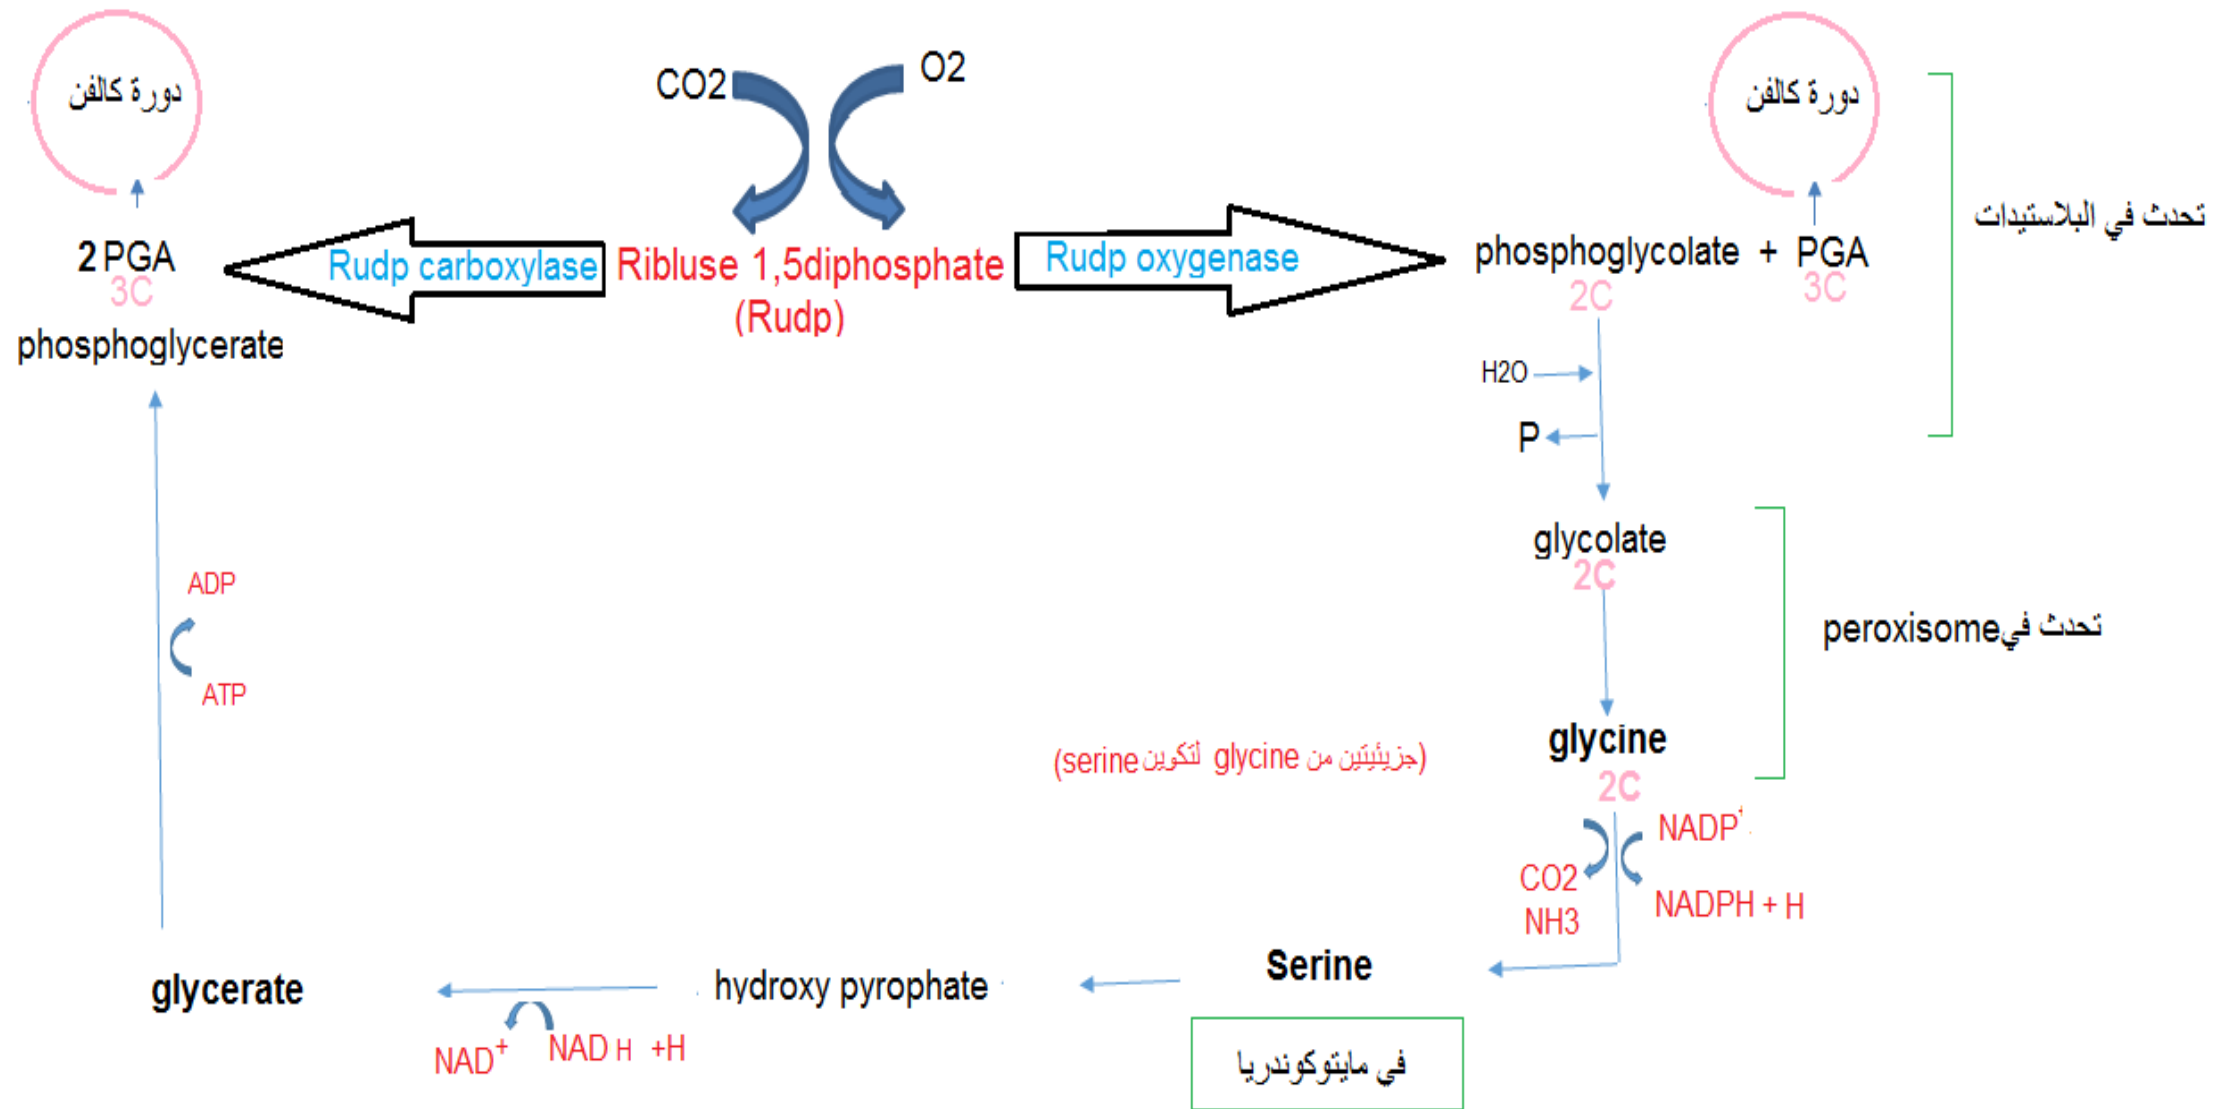 دورة كالفن
CO2
O2
دورة كالفن
تحدث في البلاستيدات
2 PGA
3C
phosphoglycerate
Rudp carboxylase
Ribluse 1,5diphosphate
(Rudp)
Rudp oxygenase
phosphoglycolate + PGA
2C
3C
H2O
P
glycolate
2C
تحدث في peroxisome
ADP
ATP
glycine
2C
(جزيئيتين من glycine لتكوين serine)
NADP+
NADPH + H
CO2
NH3
Serine
في مايتوكوندريا
hydroxy pyrophate
NADH +H
NAD+
glycerate